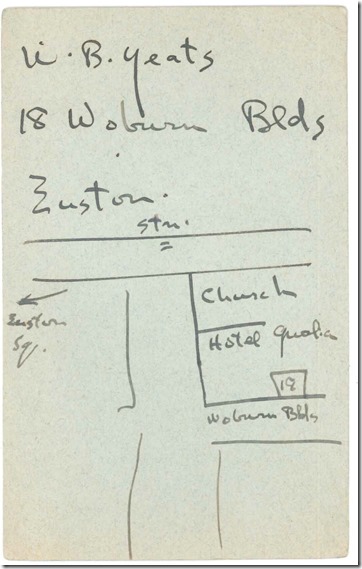 W. B. Yeats
18 Woburn Blds
Euston.
stn.
Church
Euston
Sq.
Hotel
18
Woburn Blds